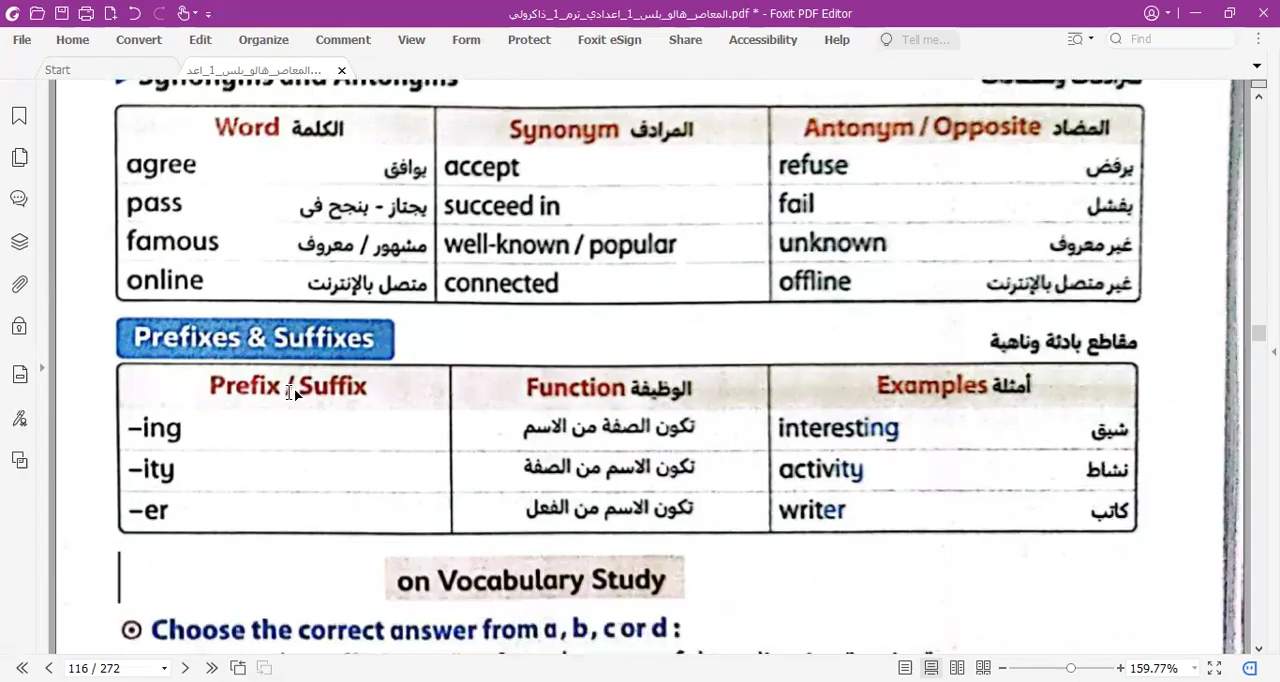 المعاصر_هالو_بلس_1_اعدادي_ترم_1_ذاكرولي.pdf * - Foxit PDF Editor
File Home Convert Edit Organize Comment View Form Protect Foxit eSign Share Accessibility Help Tell me... Find
Start المعاصر_هالو_بلس_1_اعد...
Synonyms and Antonyms
Word الكلمة Synonym المرادف Antonym / Opposite المضاد
agree يوافق accept refuse يرفض
pass يجتاز - ينجح فى succeed in fail يفشل
famous مشهور / معروف well-known / popular unknown غير معروف
online متصل بالإنترنت connected offline غير متصل بالإنترنت
Prefixes & Suffixes مقاطع بادئة وناهية
Prefix / Suffix Function الوظيفة Examples أمثلة
–ing تكون الصفة من الاسم interesting شيق
–ity تكون الاسم من الصفة activity نشاط
–er تكون الاسم من الفعل writer كاتب
on Vocabulary Study
Choose the correct answer from a, b, c or d :
116 / 272 159.77%